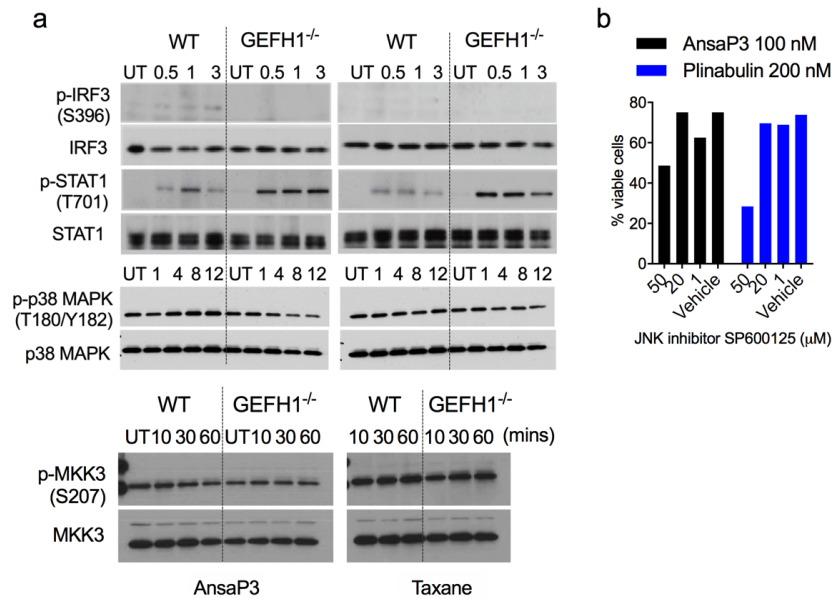 a
WT GEFH1-/- WT GEFH1-/-
UT 0.5 1 3 UT 0.5 1 3 UT 0.5 1 3 UT 0.5 1 3
p-IRF3
(S396)
IRF3
p-STAT1
(T701)
STAT1
UT 1 4 8 12 UT 1 4 8 12 UT 1 4 8 12 UT 1 4 8 12
p-p38 MAPK
(T180/Y182)
p38 MAPK
WT GEFH1-/- WT GEFH1-/-
UT 10 30 60 UT 10 30 60 10 30 60 10 30 60 (mins)
p-MKK3
(S207)
MKK3
AnsaP3 Taxane
b
AnsaP3 100 nM
Plinabulin 200 nM
80
60
40
20
0
% viable cells
50 20 1 Vehicle 50 20 1 Vehicle
JNK inhibitor SP600125 (μM)